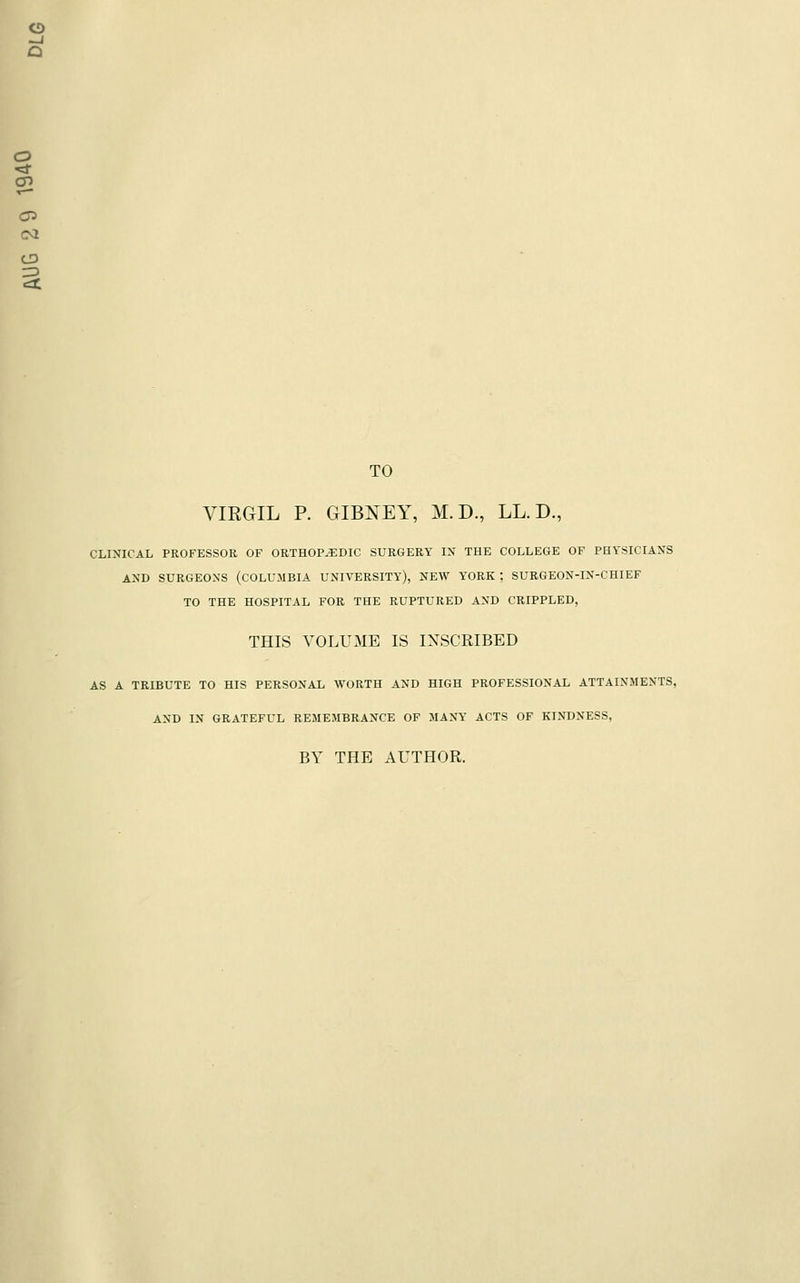 AUG 29 1940 DLG
TO
VIRGIL P. GIBNEY, M.D., LL.D.,
CLINICAL PROFESSOR OF ORTHOPÆDIC SURGERY IN THE COLLEGE OF PHYSICIANS
AND SURGEONS (COLUMBIA UNIVERSITY), NEW YORK; SURGEON-IN-CHIEF
TO THE HOSPITAL FOR THE RUPTURED AND CRIPPLED,
THIS VOLUME IS INSCRIBED
AS A TRIBUTE TO HIS PERSONAL WORTH AND HIGH PROFESSIONAL ATTAINMENTS,
AND IN GRATEFUL REMEMBRANCE OF MANY ACTS OF KINDNESS,
BY THE AUTHOR.